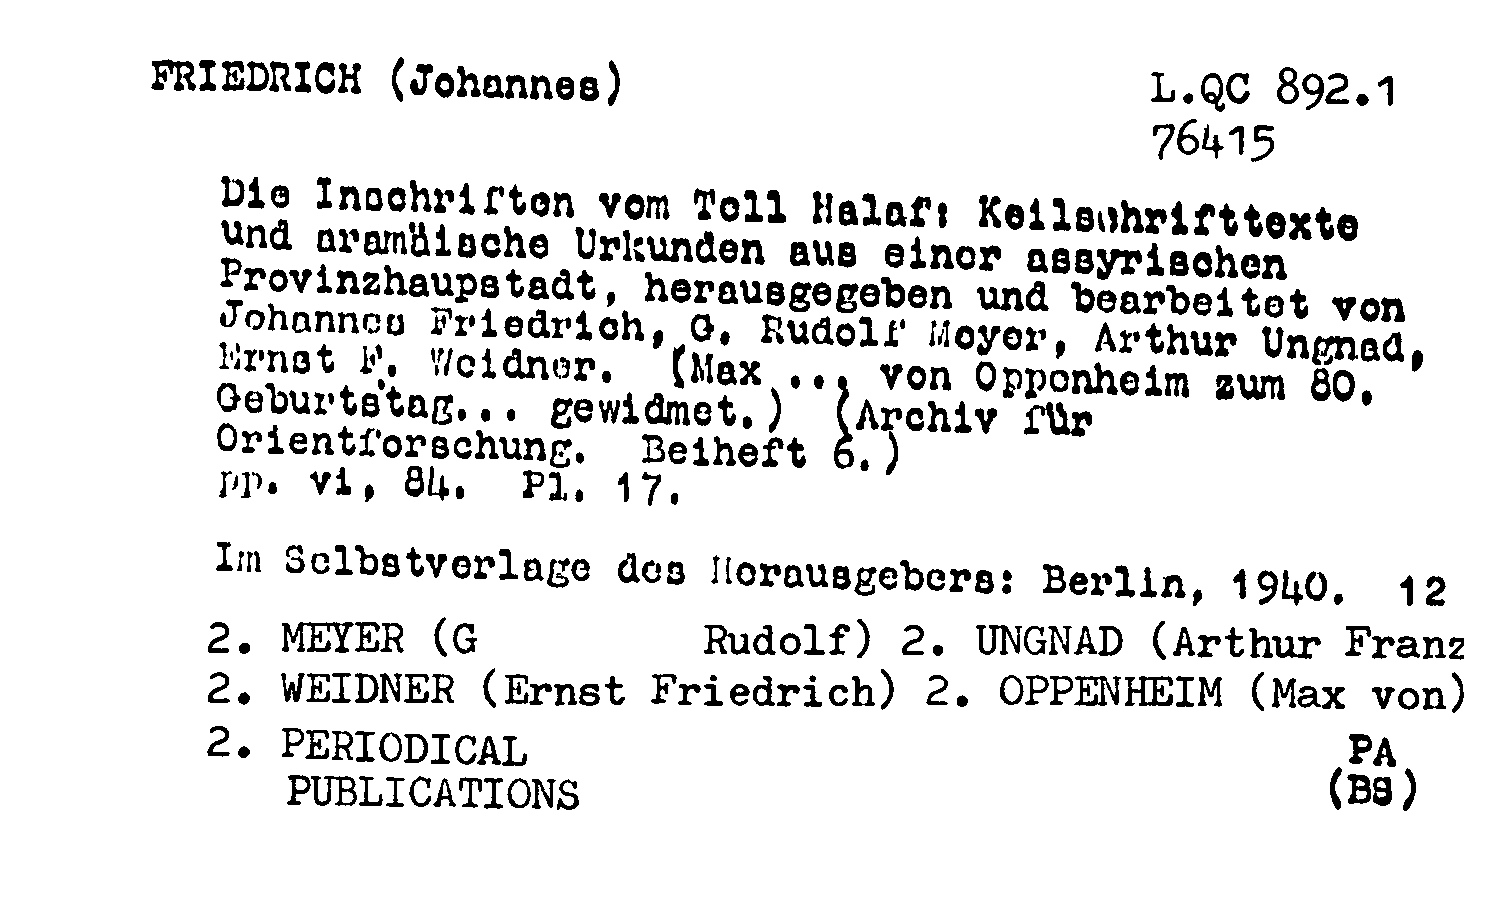 FRIEDRICH (Johannes)
L.QC 892.1
76415
Die Inschriften vom Tell Halaf: Keilschrifttexte
und aramäische Urkunden aus einer assyrischen
Provinzhaupstadt, herausgegeben und bearbeitet von
Johannes Friedrich, G. Rudolf Meyer, Arthur Ungnad,
Ernst F. Weidner. (Max ... von Oppenheim zum 80.
Geburtstag... gewidmet.) (Archiv für
Orientforschung. Beiheft 6.)
pp. vi, 84. Pl. 17.
Im Selbstverlage des Herausgebers: Berlin, 1940. 12
2. MEYER (G Rudolf) 2. UNGNAD (Arthur Franz
2. WEIDNER (Ernst Friedrich) 2. OPPENHEIM (Max von)
2. PERIODICAL
PUBLICATIONS
PA
(BS)